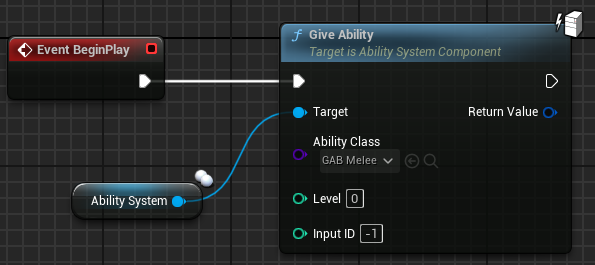 Event BeginPlay
f Give Ability
Target is Ability System Component
Target
Return Value
Ability Class
GAB Melee
Ability System
Level 0
Input ID -1